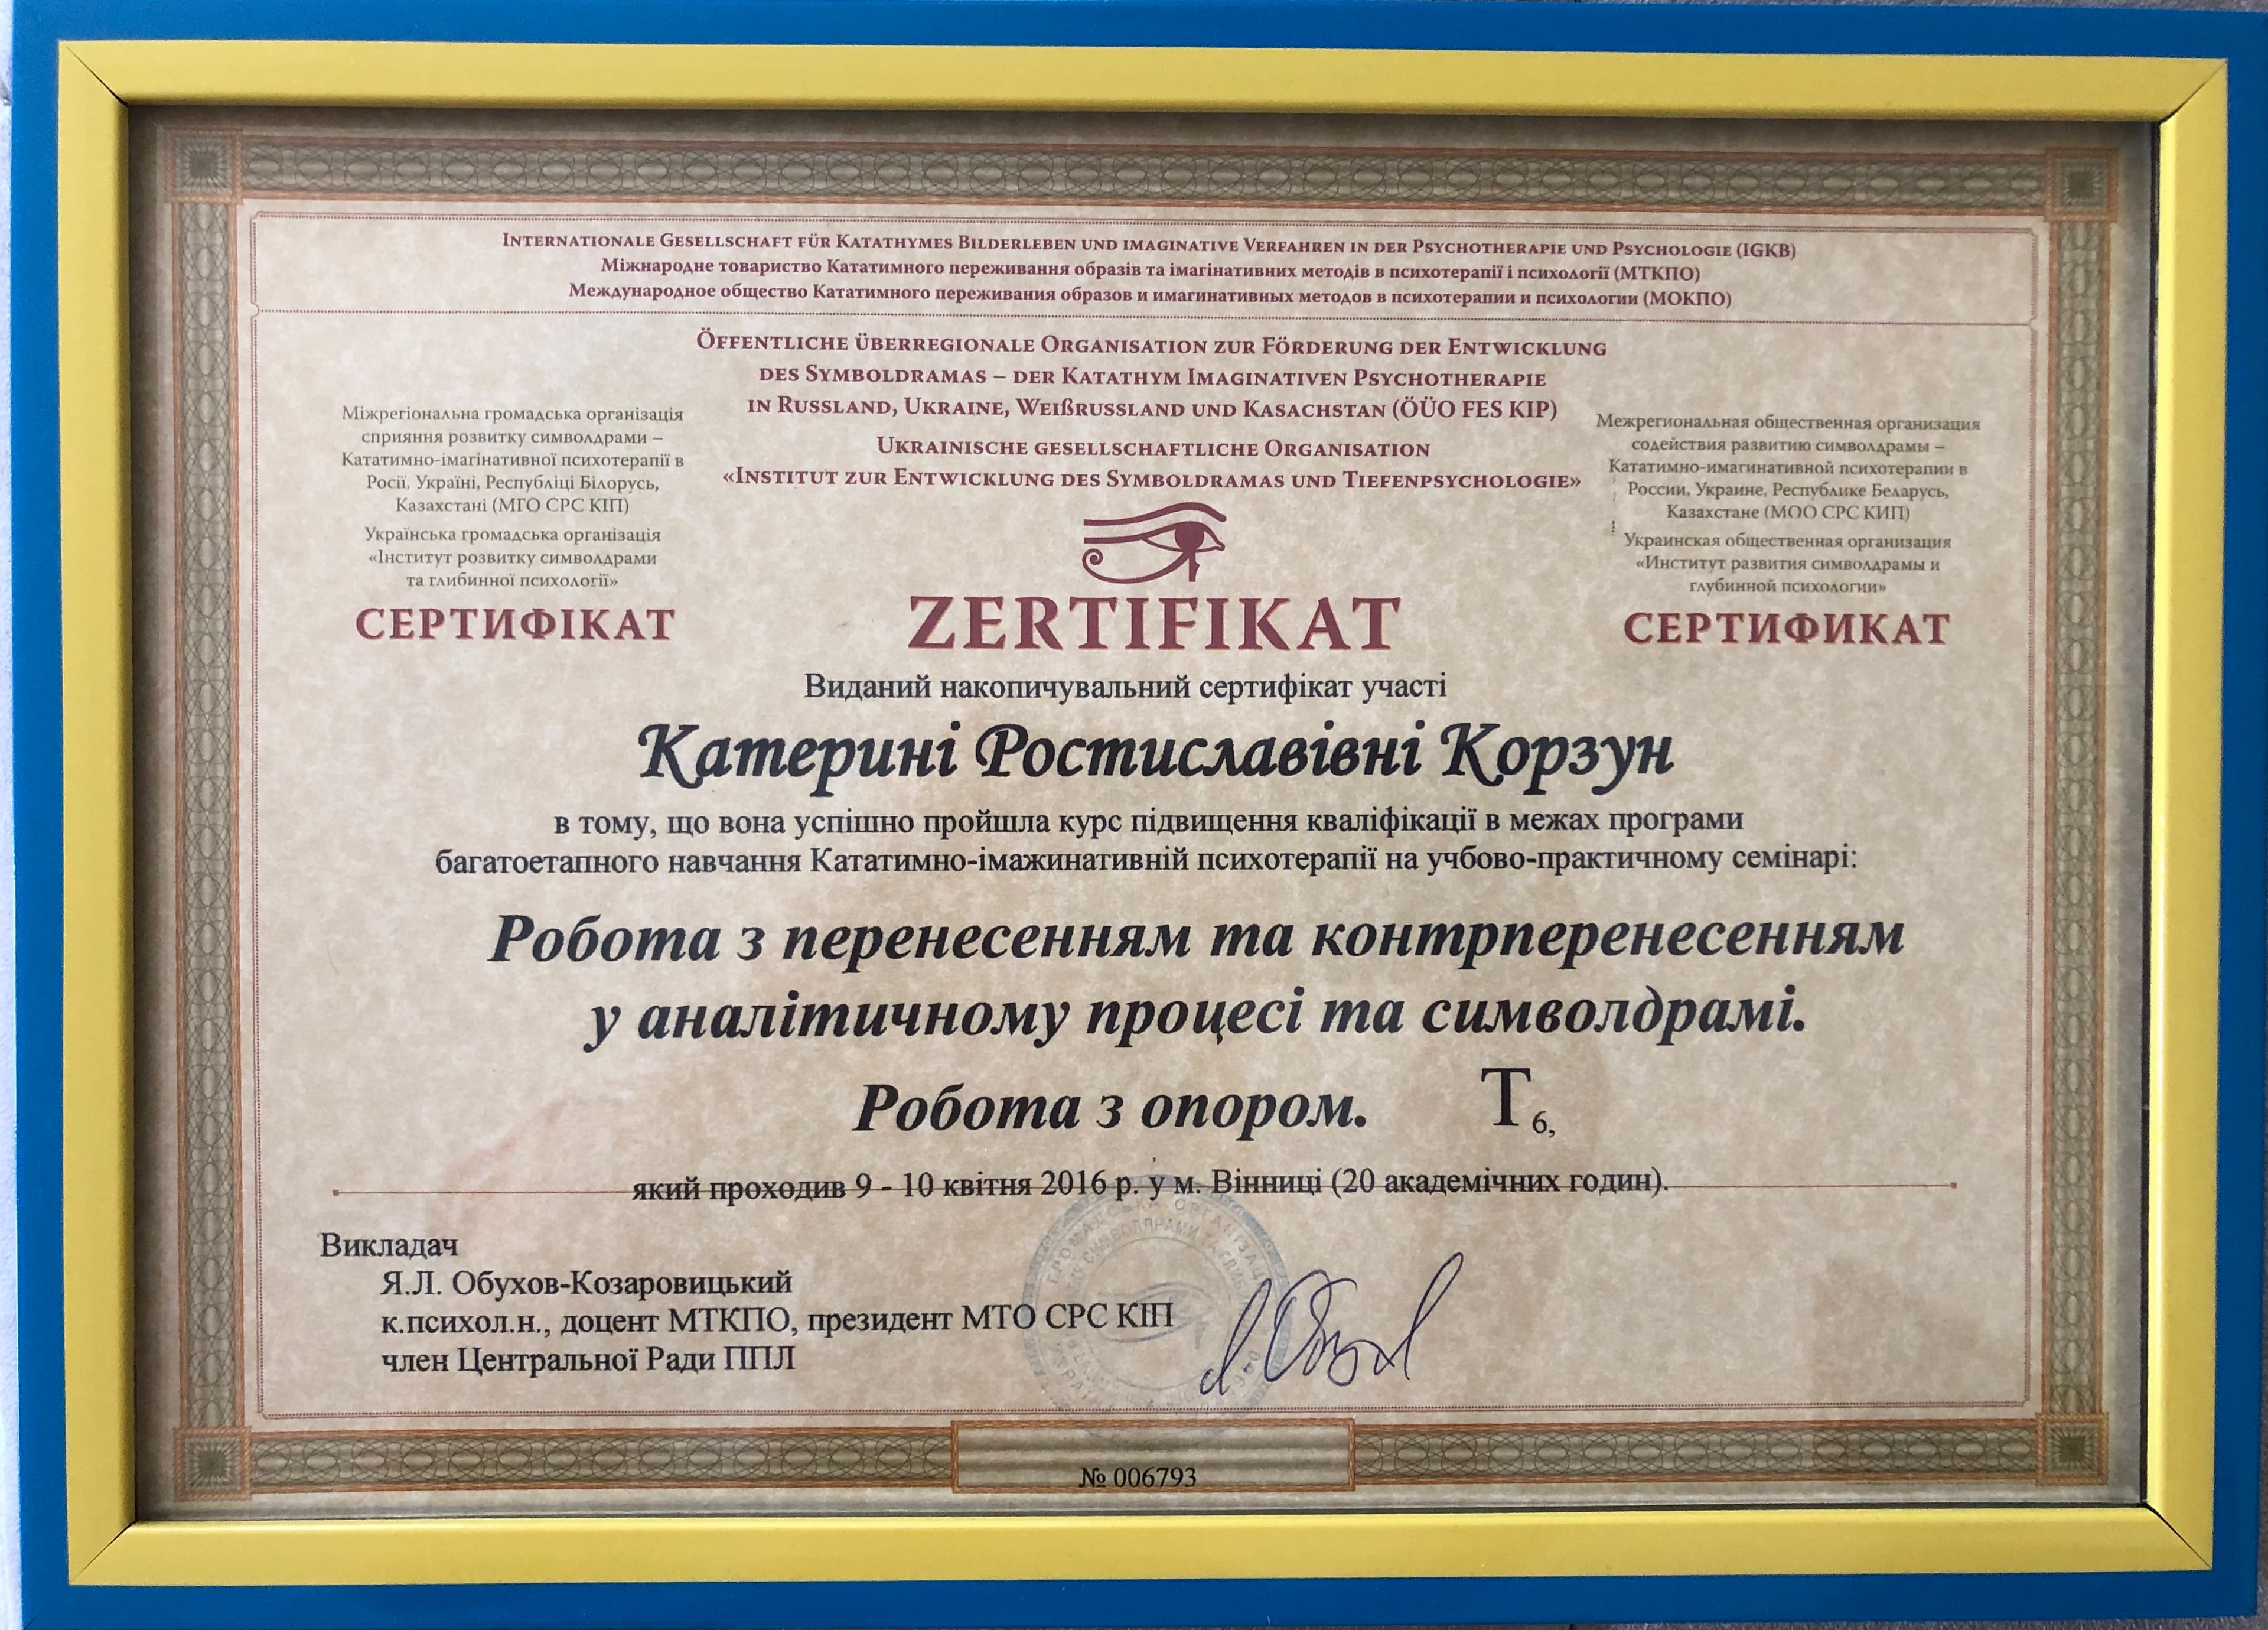 Internationale Gesellschaft für Katathymes Bilderleben und imaginative Verfahren in der Psychotherapie und Psychologie (IGKB)
Міжнародне товариство Кататимного переживання образів та імагінативних методів в психотерапії і психології (МТКПО)
Международное общество Кататимного переживания образов и имагинативных методов в психотерапии и психологии (МОКПО)
Öffentliche überregionale Organisation zur Förderung der Entwicklung
des Symboldramas – der Katathym Imaginativen Psychotherapie
in Russland, Ukraine, Weißrussland und Kasachstan (ÖÜO FES KIP)
Ukrainische gesellschaftliche Organisation
«Institut zur Entwicklung des Symboldramas und Tiefenpsychologie»
Міжрегіональна громадська організація
сприяння розвитку символдрами –
Кататимно-імагінативної психотерапії в
Росії, Україні, Республіці Білорусь,
Казахстані (МГО СРС КІП)
Українська громадська організація
«Інститут розвитку символдрами
та глибинної психології»
СЕРТИФІКАТ
ZERTIFIKAT
Межрегиональная общественная организация
содействия развитию символдрамы –
Кататимно-имагинативной психотерапии в
России, Украине, Республике Беларусь,
Казахстане (МОО СРС КИП)
Украинская общественная организация
«Институт развития символдрамы и
глубинной психологии»
СЕРТИФИКАТ
Виданий накопичувальний сертифікат участі
Катерині Ростиславівні Корзун
в тому, що вона успішно пройшла курс підвищення кваліфікації в межах програми
багатоетапного навчання Кататимно-імажинативній психотерапії на учбово-практичному семінарі:
Робота з перенесенням та контрперенесенням
у аналітичному процесі та символдрамі.
Робота з опором. Т6,
який проходив 9 - 10 квітня 2016 р. у м. Вінниці (20 академічних годин).
Викладач
Я.Л. Обухов-Козаровицький
к.психол.н., доцент МТКПО, президент МТО СРС КІП
член Центральної Ради ППЛ
№ 006793